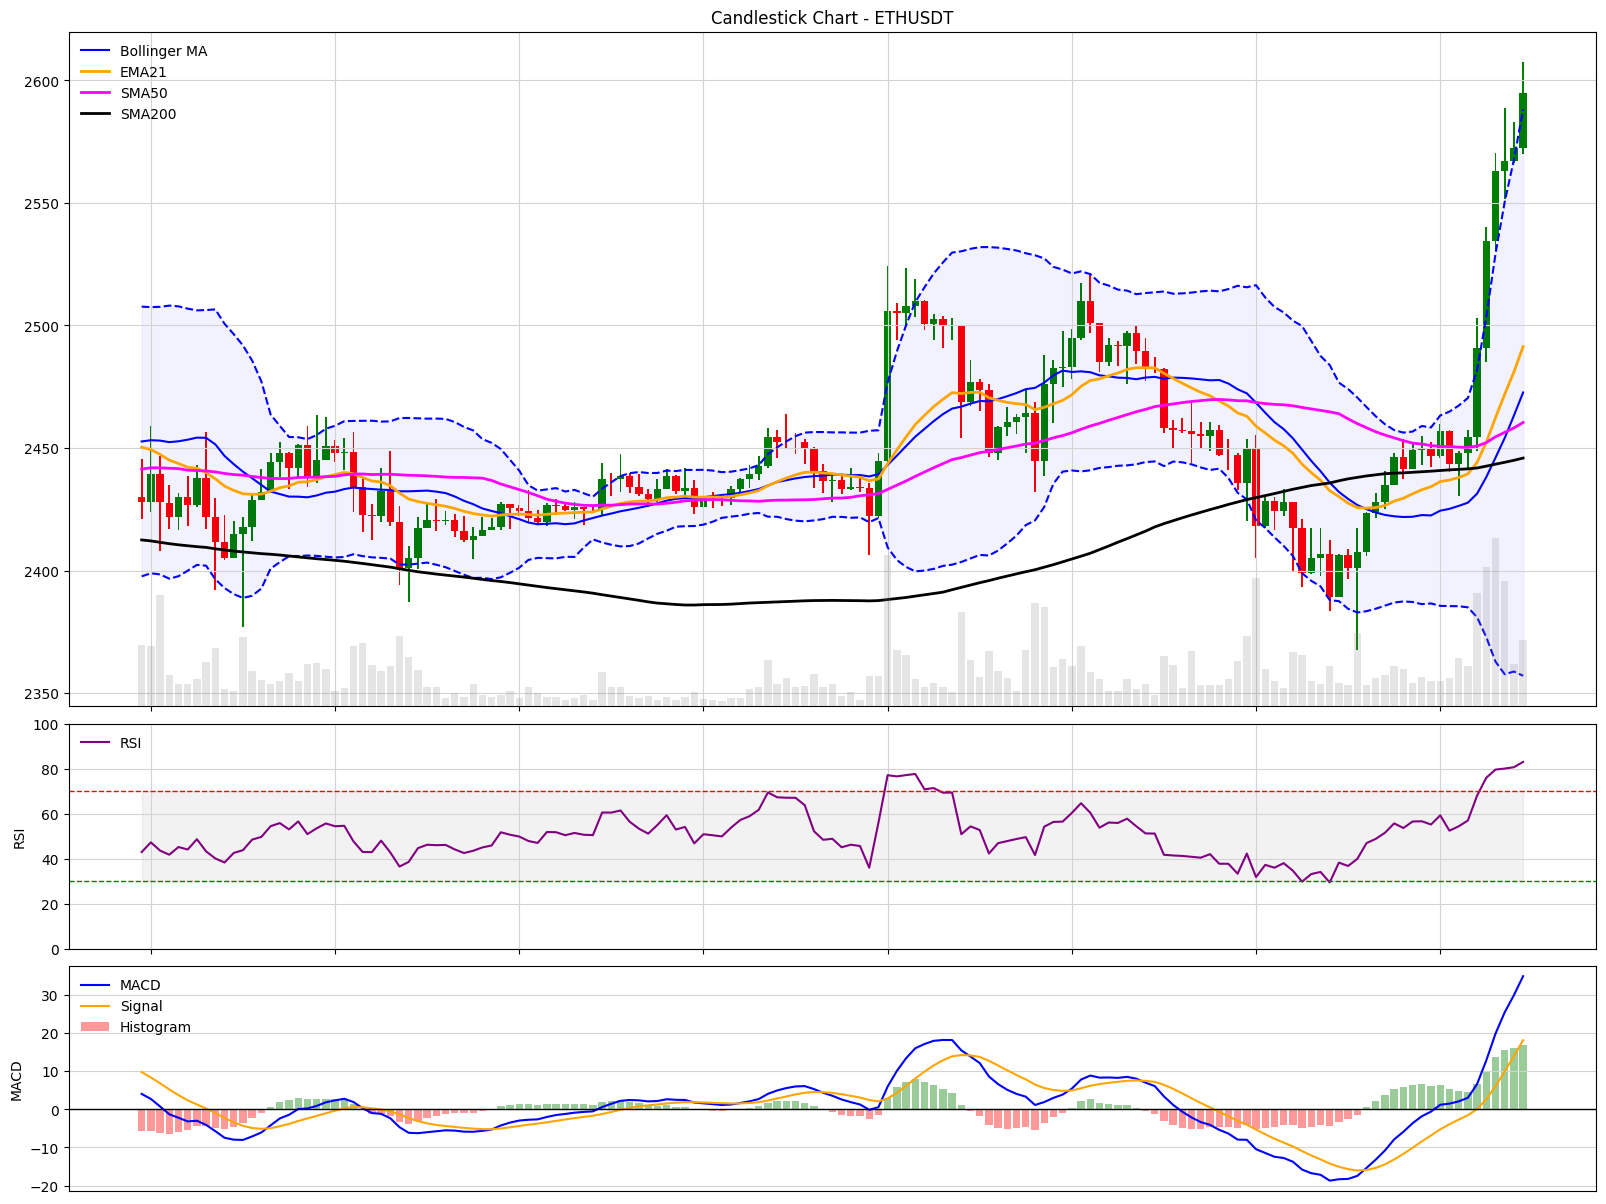 Candlestick Chart - ETHUSDT
Bollinger MA
EMA21
SMA50
SMA200
2600
2550
2500
2450
2400
2350
RSI
100
80
60
40
20
0
RSI
MACD
Signal
Histogram
30
20
10
0
−10
−20
MACD